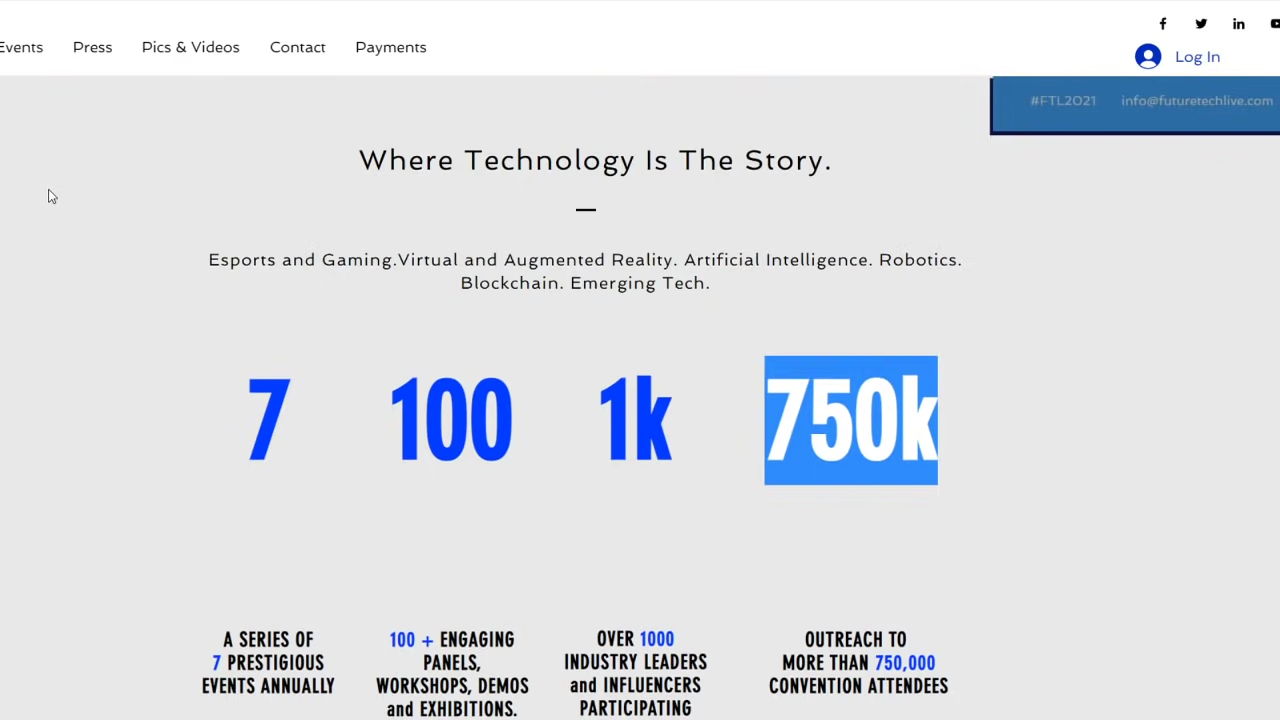 Events Press Pics & Videos Contact Payments
Log In
#FTL2021 info@futuretechlive.com
Where Technology Is The Story.
Esports and Gaming.Virtual and Augmented Reality. Artificial Intelligence. Robotics.
Blockchain. Emerging Tech.
7 100 1k 750k
A SERIES OF
7 PRESTIGIOUS
EVENTS ANNUALLY
100 + ENGAGING
PANELS,
WORKSHOPS, DEMOS
and EXHIBITIONS.
OVER 1000
INDUSTRY LEADERS
and INFLUENCERS
PARTICIPATING
OUTREACH TO
MORE THAN 750,000
CONVENTION ATTENDEES